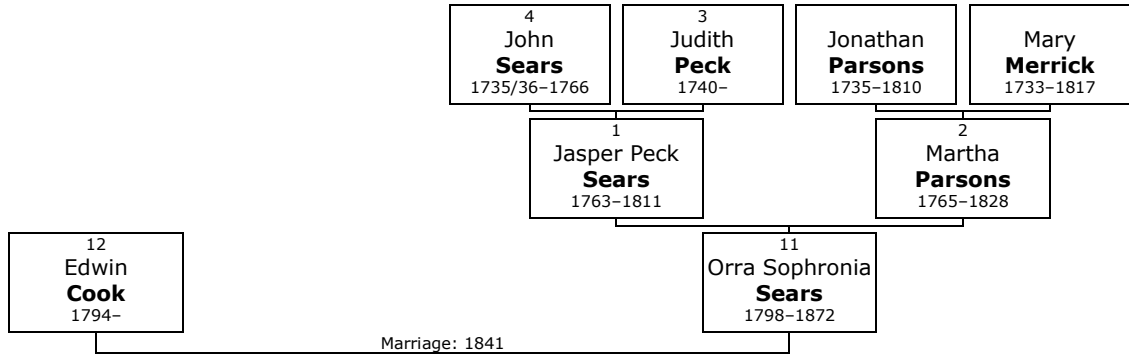 4
John
Sears
1735/36–1766
3
Judith
Peck
1740–
Jonathan
Parsons
1735–1810
Mary
Merrick
1733–1817
1
Jasper Peck
Sears
1763–1811
2
Martha
Parsons
1765–1828
12
Edwin
Cook
1794–
11
Orra Sophronia
Sears
1798–1872
Marriage: 1841